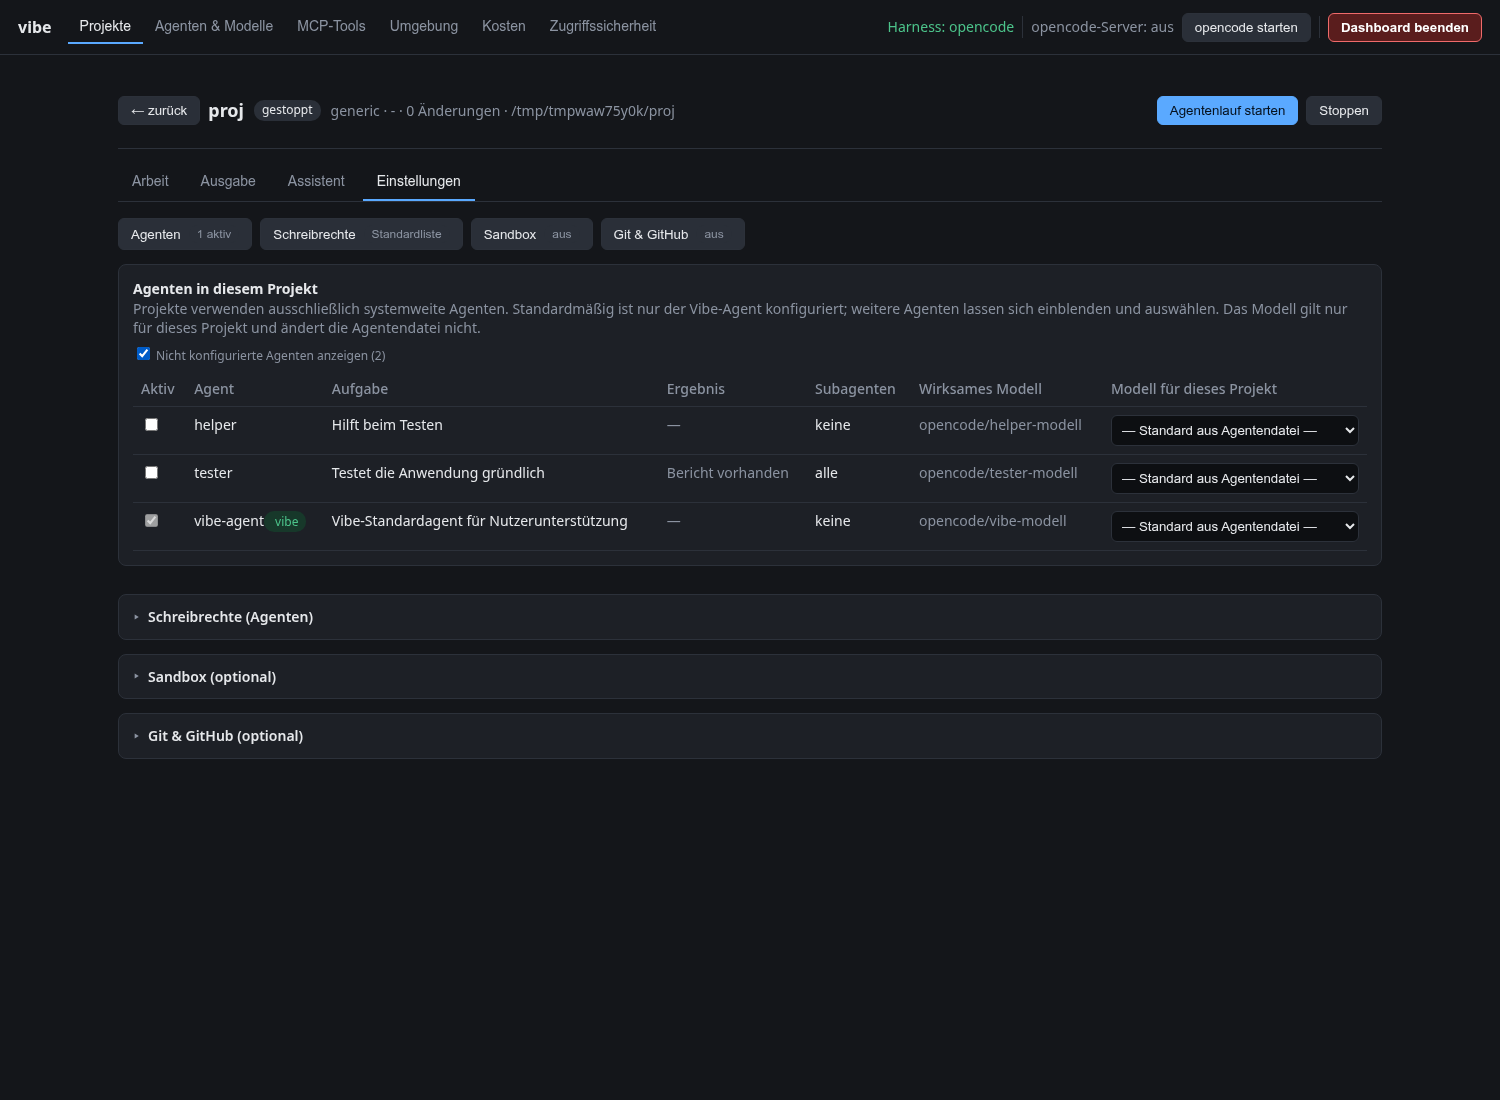 vibe Projekte Agenten & Modelle MCP-Tools Umgebung Kosten Zugriffssicherheit Harness: opencode opencode-Server: aus opencode starten Dashboard beenden
← zurück proj gestoppt generic · - · 0 Änderungen · /tmp/tmpwaw75y0k/proj Agentenlauf starten Stoppen
Arbeit Ausgabe Assistent Einstellungen
Agenten 1 aktiv Schreibrechte Standardliste Sandbox aus Git & GitHub aus
Agenten in diesem Projekt
Projekte verwenden ausschließlich systemweite Agenten. Standardmäßig ist nur der Vibe-Agent konfiguriert; weitere Agenten lassen sich einblenden und auswählen. Das Modell gilt nur
für dieses Projekt und ändert die Agentendatei nicht.
Nicht konfigurierte Agenten anzeigen (2)
Aktiv Agent Aufgabe Ergebnis Subagenten Wirksames Modell Modell für dieses Projekt
helper Hilft beim Testen — keine opencode/helper-modell — Standard aus Agentendatei —
tester Testet die Anwendung gründlich Bericht vorhanden alle opencode/tester-modell — Standard aus Agentendatei —
vibe-agent vibe Vibe-Standardagent für Nutzerunterstützung — keine opencode/vibe-modell — Standard aus Agentendatei —
Schreibrechte (Agenten)
Sandbox (optional)
Git & GitHub (optional)